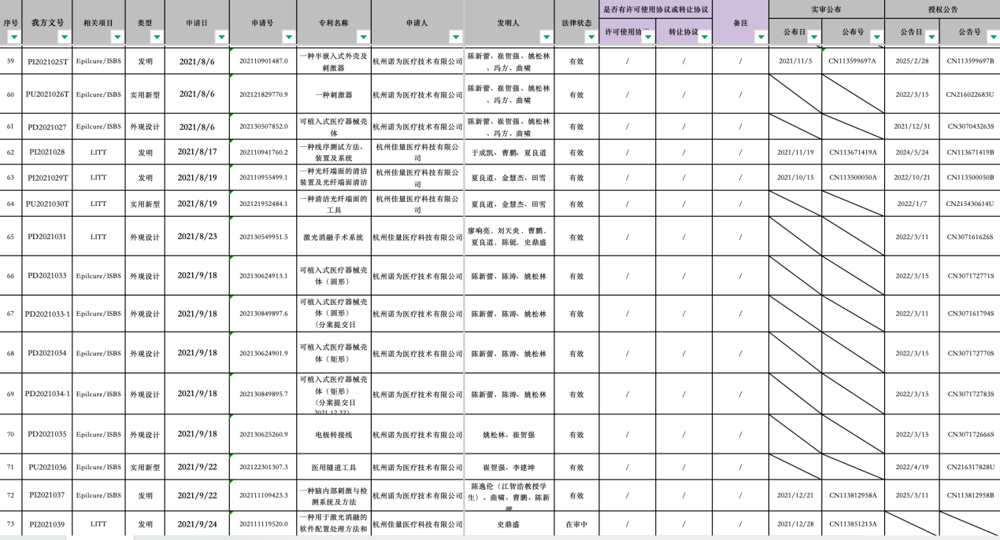 是否有许可使用协议或转让协议 实审公布 授权公告
序号 我方文号 相关项目 类型 申请日 申请号 专利名称 申请人 发明人 法律状态 许可使用协 转让协议 备注 公布日 公布号 公告日 公告号
59 PI2021025T Epilcure/ISBS 发明 2021/8/6 202110901487.0 一种半嵌入式外壳及 杭州诺为医疗技术有限公司 陈新蕾、崔贺强、姚松林 有效 / / / 2021/11/5 CN113599697A 2025/2/28 CN113599697B
刺激器 、冯方、曲啸
60 PU2021026T Epilcure/ISBS 实用新型 2021/8/6 202121829770.9 一种刺激器 杭州诺为医疗技术有限公司 陈新蕾、崔贺强、姚松林 有效 / / / 2022/3/15 CN216022683U
、冯方、曲啸
61 PD2021027 Epilcure/ISBS 外观设计 2021/8/6 202130507852.0 可植入式医疗器械壳 杭州诺为医疗技术有限公司 陈新蕾、崔贺强、姚松林 有效 / / / 2021/12/31 CN307043263S
体 、冯方、曲啸
62 PI2021028 LITT 发明 2021/8/17 202110941760.2 一种线序测试方法、 杭州佳量医疗科技有限公 于成凯、曹鹏、夏良道 有效 / / / 2021/11/19 CN113671419A 2024/5/24 CN113671419B
装置及系统 司
63 PI2021029T LITT 发明 2021/8/19 202110955499.1 一种光纤端面的清洁 杭州佳量医疗科技有限公 夏良道、金慧杰、田雪 有效 / / / 2021/10/15 CN113500050A 2022/10/21 CN113500050B
装置及光纤端面清洁 司
64 PU2021030T LITT 实用新型 2021/8/19 202121952484.1 一种清洁光纤端面的 杭州佳量医疗科技有限公 夏良道、金慧杰、田雪 有效 / / / 2022/1/7 CN215430614U
工具 司
65 PD2021031 LITT 外观设计 2021/8/23 202130549951.5 激光消融手术系统 杭州佳量医疗科技有限公司 廖响亮，刘天炎，曹鹏， 有效 / / / 2022/3/11 CN307161626S
夏良道，陈铤，史鼎盛
66 PD2021033 Epilcure/ISBS 外观设计 2021/9/18 202130624913.1 可植入式医疗器械壳 杭州诺为医疗技术有限公司 陈新蕾、陈涛、姚松林 有效 / / / 2022/3/15 CN307172771S
体（圆形）
67 PD2021033-1 Epilcure/ISBS 外观设计 2021/9/18 202130849897.6 可植入式医疗器械壳 杭州诺为医疗技术有限公司 陈新蕾、陈涛、姚松林 有效 / / / 2022/3/11 CN307161794S
体（圆形）
（分案提交日
68 PD2021034 Epilcure/ISBS 外观设计 2021/9/18 202130624901.9 可植入式医疗器械壳 杭州诺为医疗技术有限公司 陈新蕾、陈涛、姚松林 有效 / / / 2022/3/15 CN307172770S
体（矩形）
69 PD2021034-1 Epilcure/ISBS 外观设计 2021/9/18 202130849895.7 可植入式医疗器械壳 杭州诺为医疗技术有限公司 陈新蕾、陈涛、姚松林 有效 / / / 2022/3/15 CN307172783S
体（矩形）
（分案提交日
2021.12.22）
70 PD2021035 Epilcure/ISBS 外观设计 2021/9/18 202130625260.9 电极转接线 杭州诺为医疗技术有限公司 姚松林、崔贺强 有效 / / / 2022/3/15 CN307172666S
71 PU2021036 Epilcure/ISBS 实用新型 2021/9/22 202122301307.3 医用隧道工具 杭州诺为医疗技术有限公司 崔贺强、李建坤 有效 / / / 2022/4/19 CN216317828U
72 PI2021037 Epilcure/ISBS 发明 2021/9/22 202111109423.3 一种脑内部刺激与检 杭州诺为医疗技术有限公司 陈逸伦（江智浩教授学 有效 / / / 2021/12/21 CN113812958A 2025/3/11 CN113812958B
测系统及方法 生）、曲啸、曹鹏、陈新
蕾
73 PI2021039 LITT 发明 2021/9/24 202111119520.0 一种用于激光消融的 杭州佳量医疗科技有限公司 史鼎盛 在审中 / / / 2021/12/28 CN113851213A
软件配置处理方法和